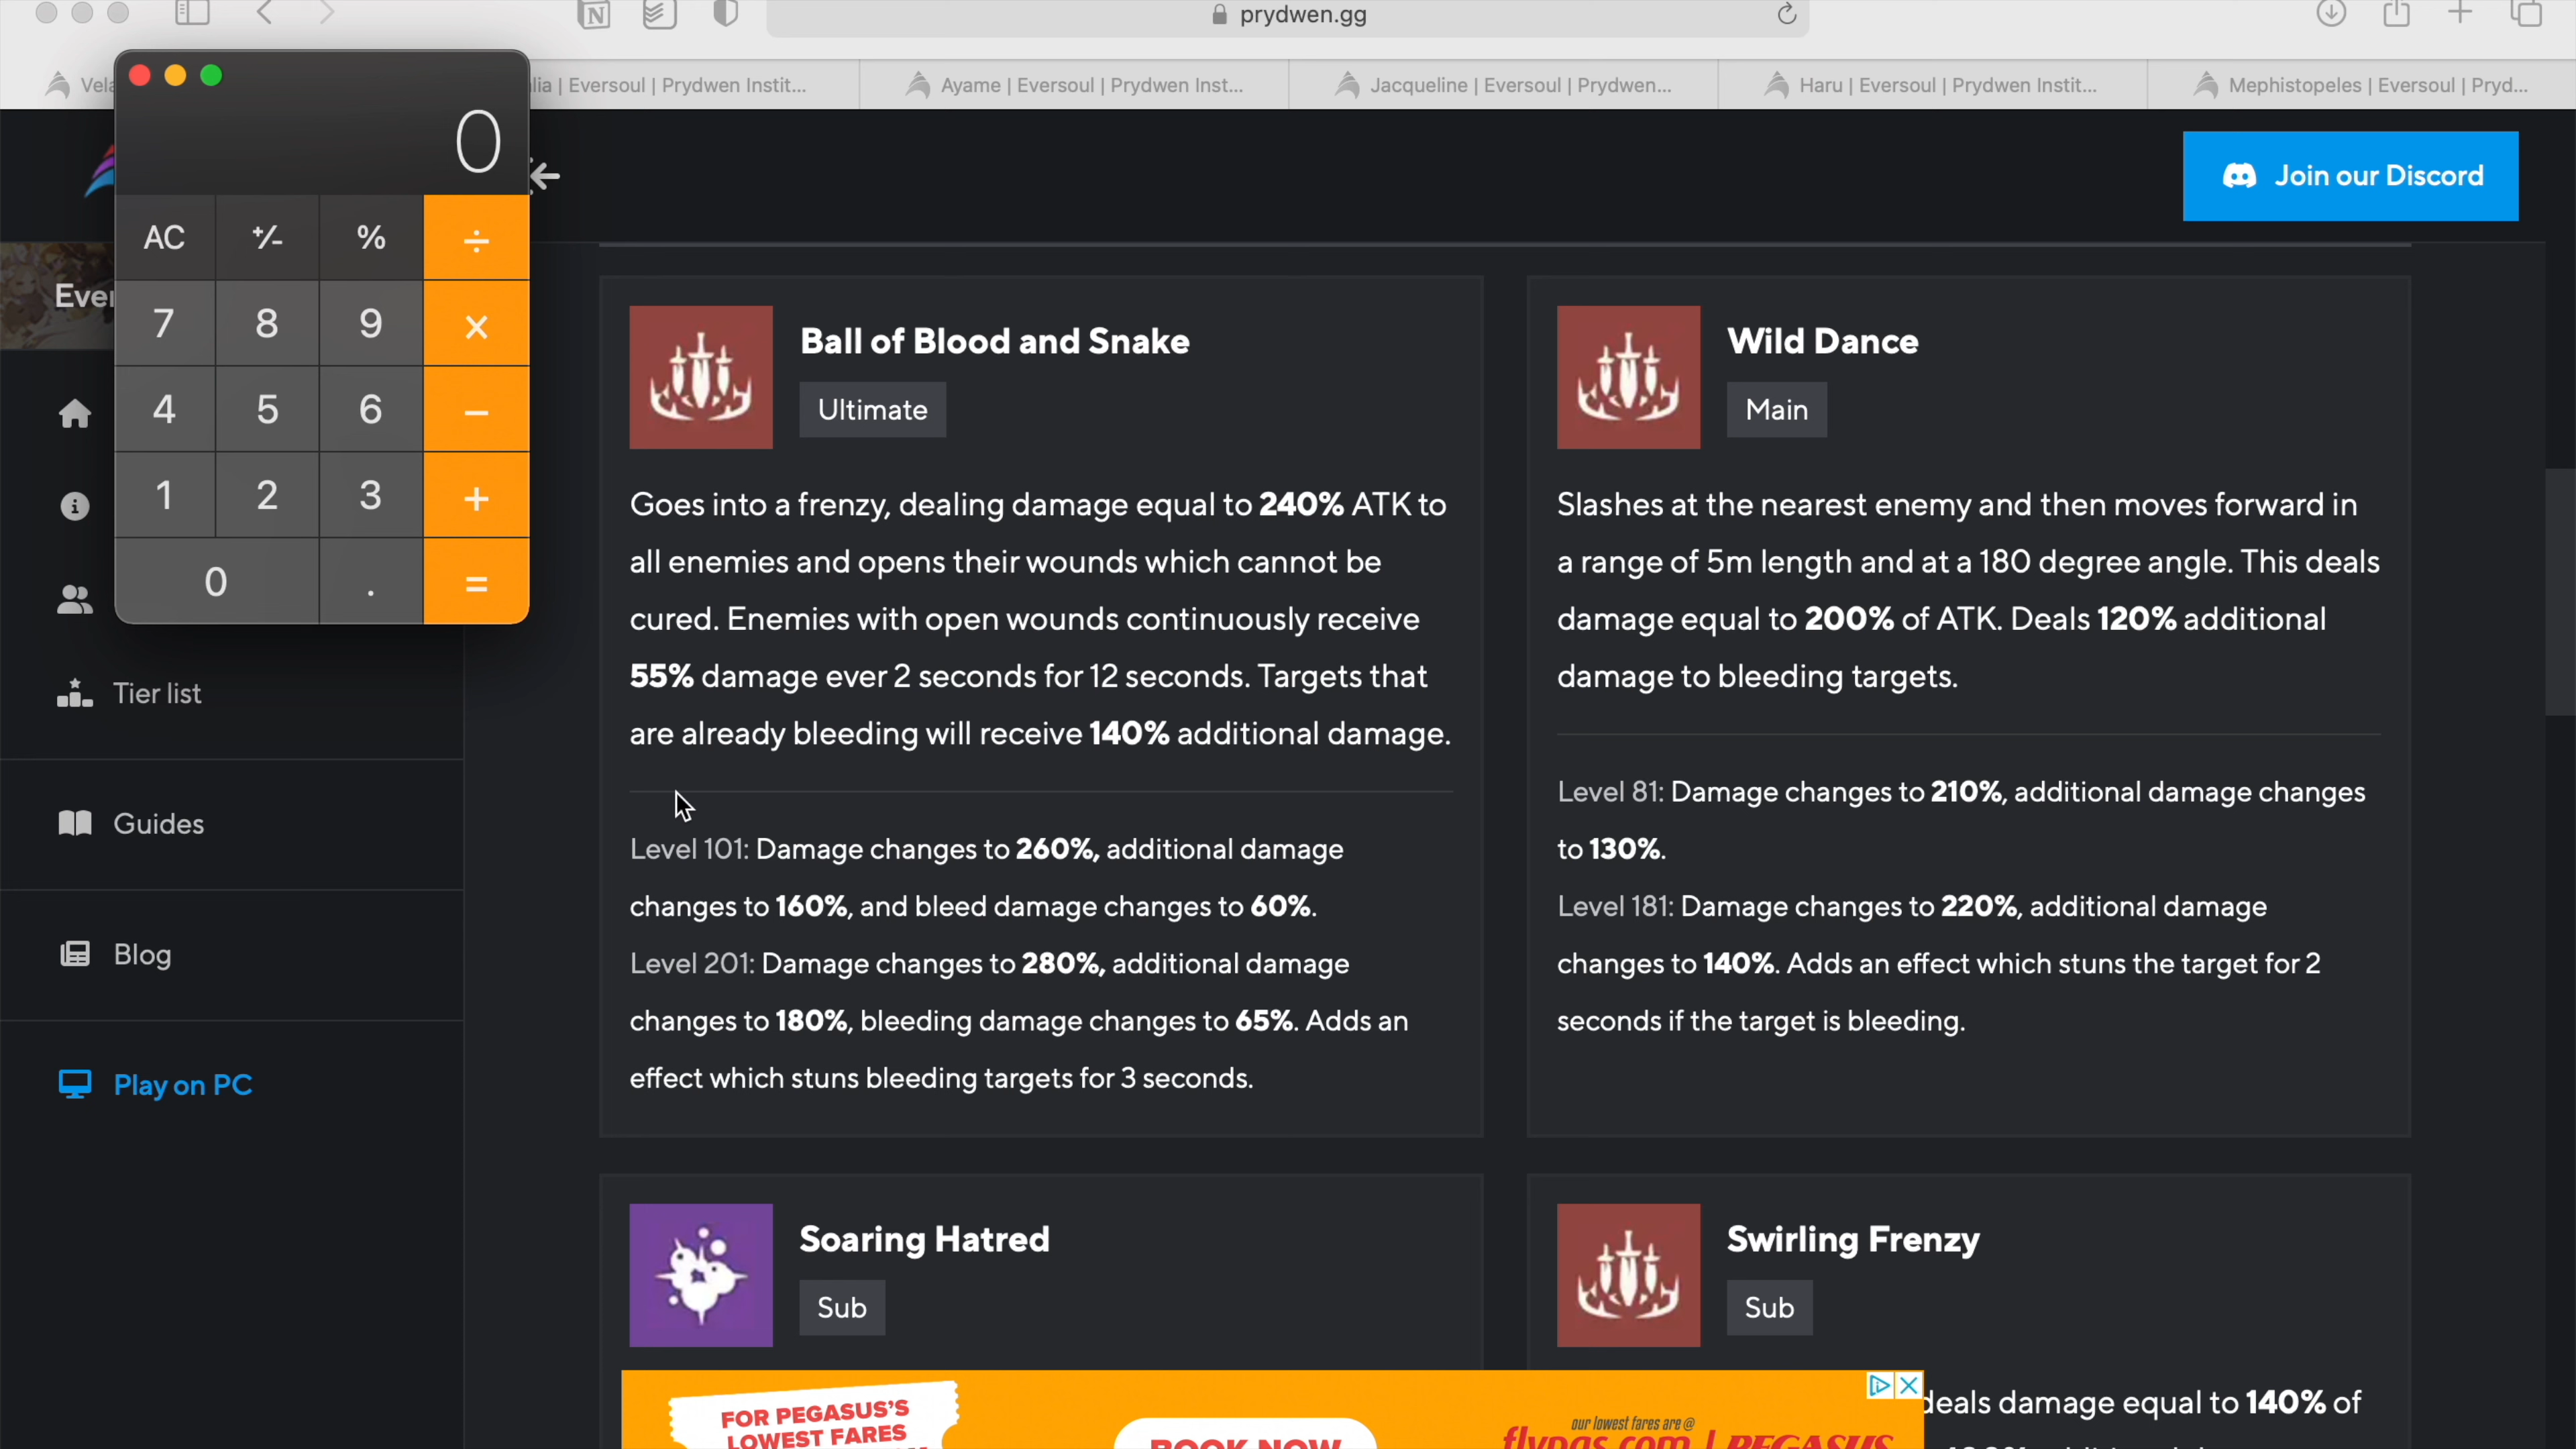 prydwen.gg
Vela
lia | Eversoul | Prydwen Instit...
Ayame | Eversoul | Prydwen Inst...
Jacqueline | Eversoul | Prydwen...
Haru | Eversoul | Prydwen Instit...
Mephistopeles | Eversoul | Pryd...
0
AC +/- % ÷
7 8 9 ×
4 5 6 −
1 2 3 +
0 . =
Join our Discord
Ever
Tier list
Guides
Blog
Play on PC
Ball of Blood and Snake
Ultimate
Goes into a frenzy, dealing damage equal to 240% ATK to
all enemies and opens their wounds which cannot be
cured. Enemies with open wounds continuously receive
55% damage ever 2 seconds for 12 seconds. Targets that
are already bleeding will receive 140% additional damage.
Level 101: Damage changes to 260%, additional damage
changes to 160%, and bleed damage changes to 60%.
Level 201: Damage changes to 280%, additional damage
changes to 180%, bleeding damage changes to 65%. Adds an
effect which stuns bleeding targets for 3 seconds.
Wild Dance
Main
Slashes at the nearest enemy and then moves forward in
a range of 5m length and at a 180 degree angle. This deals
damage equal to 200% of ATK. Deals 120% additional
damage to bleeding targets.
Level 81: Damage changes to 210%, additional damage changes
to 130%.
Level 181: Damage changes to 220%, additional damage
changes to 140%. Adds an effect which stuns the target for 2
seconds if the target is bleeding.
Soaring Hatred
Sub
Swirling Frenzy
Sub
deals damage equal to 140% of
FOR PEGASUS'S
LOWEST FARES
BOOK NOW
our lowest fares are @
flypgs.com | PEGASUS